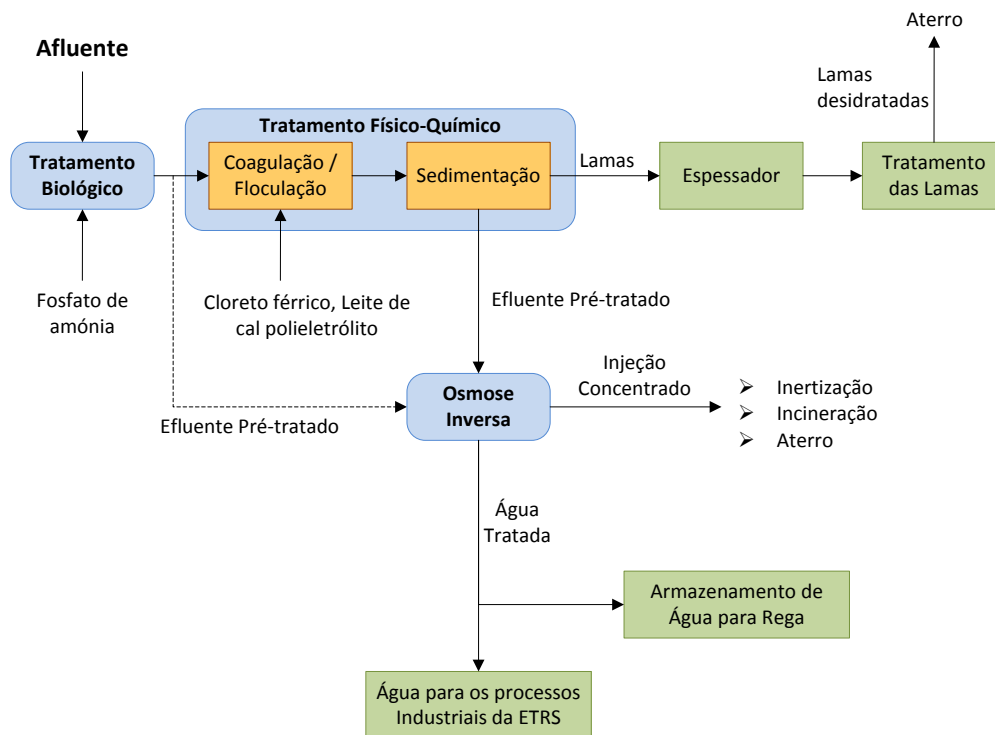 Aterro
Afluente
Lamas
desidratadas
Tratamento Físico-Químico
Tratamento
Biológico
Coagulação /
Floculação
Sedimentação
Lamas
Espessador
Tratamento
das Lamas
Fosfato de
amónia
Cloreto férrico, Leite de
cal polieletrólito
Efluente Pré-tratado
Injeção
Concentrado
Osmose
Inversa
Efluente Pré-tratado
Inertização
Incineração
Aterro
Água
Tratada
Armazenamento de
Água para Rega
Água para os processos
Industriais da ETRS